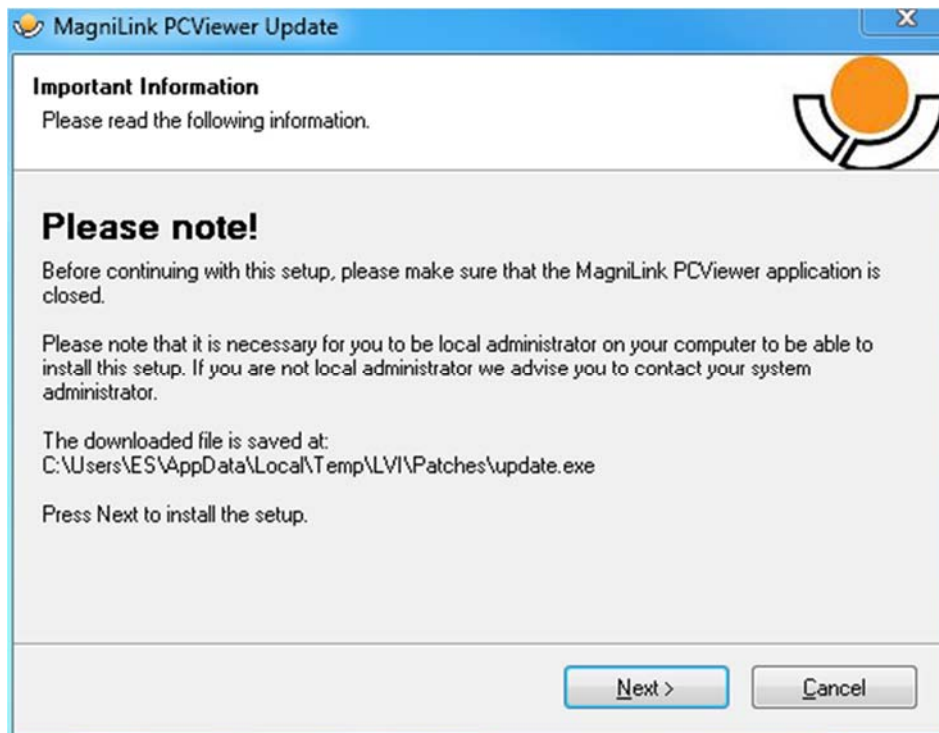 MagniLink PCViewer Update
Important Information
Please read the following information.
Please note!
Before continuing with this setup, please make sure that the MagniLink PCViewer application is
closed.
Please note that it is necessary for you to be local administrator on your computer to be able to
install this setup. If you are not local administrator we advise you to contact your system
administrator.
The downloaded file is saved at:
C:\Users\ES\AppData\Local\Temp\LVI\Patches\update.exe
Press Next to install the setup.
Next > Cancel